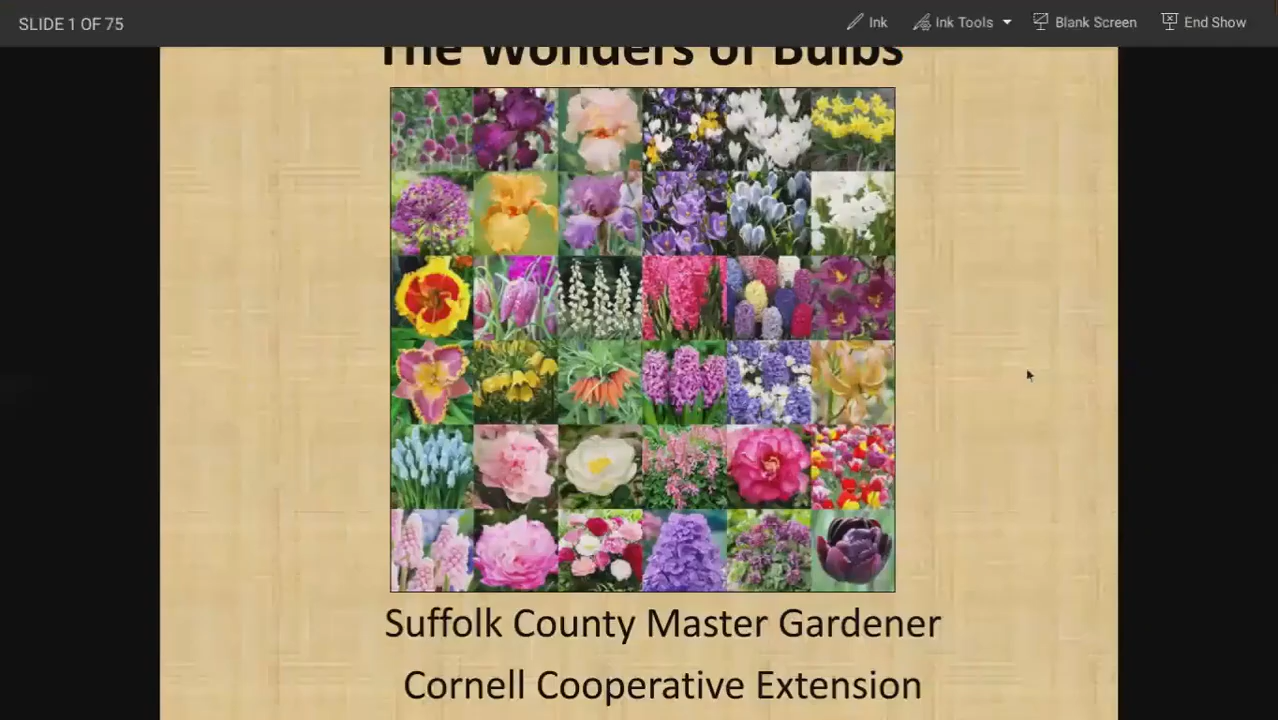 SLIDE 1 OF 75
Ink
Ink Tools
Blank Screen
End Show
The Wonders of Bulbs
Suffolk County Master Gardener
Cornell Cooperative Extension